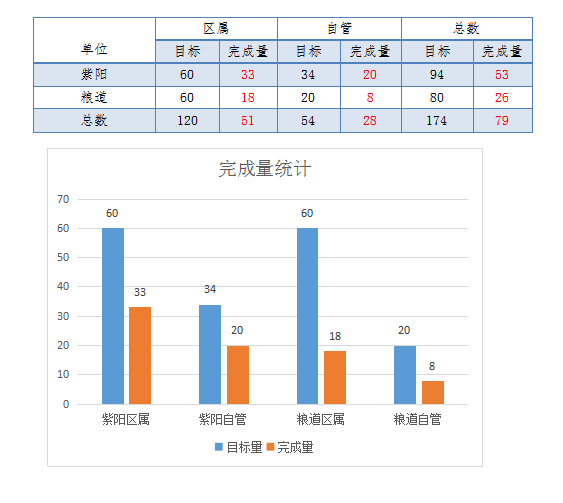 区属 自管 总数
单位
目标 完成量 目标 完成量 目标 完成量
紫阳 60 33 34 20 94 53
粮道 60 18 20 8 80 26
总数 120 51 54 28 174 79
完成量统计
70
60
50
40
30
20
10
0
60 33 34 20 60 18 20 8
紫阳区属 紫阳自管 粮道区属 粮道自管
目标量 完成量